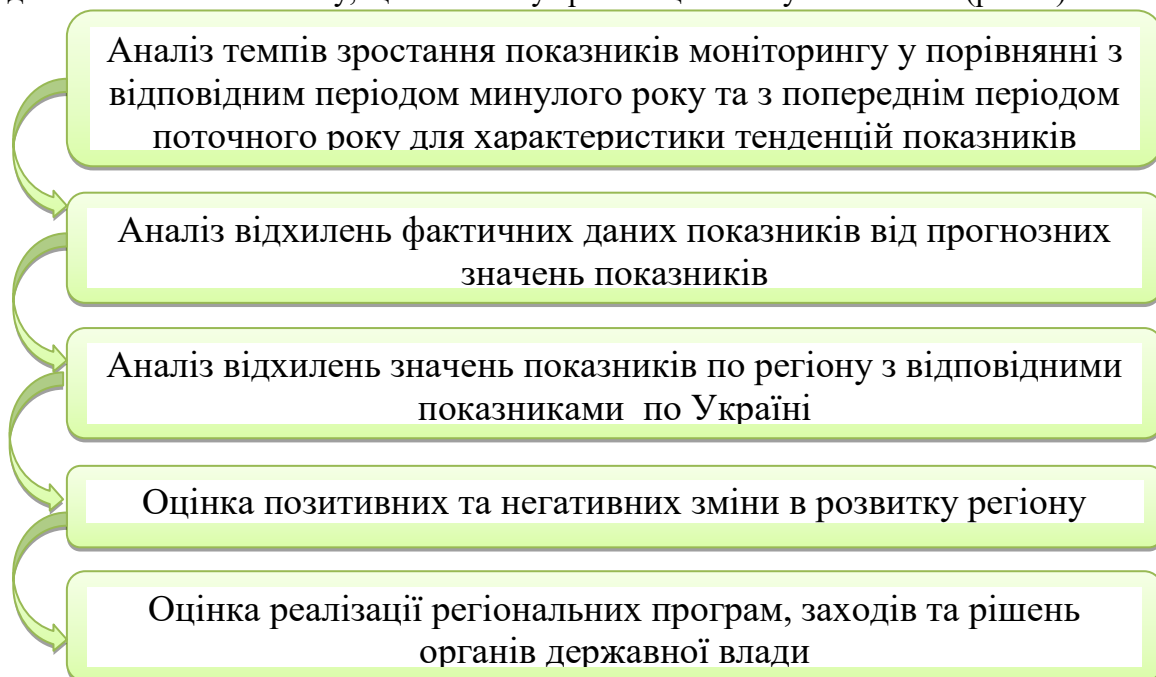 Аналіз темпів зростання показників моніторингу у порівнянні з
відповідним періодом минулого року та з попереднім періодом
поточного року для характеристики тенденцій показників
Аналіз відхилень фактичних даних показників від прогнозних
значень показників
Аналіз відхилень значень показників по регіону з відповідними
показниками по Україні
Оцінка позитивних та негативних зміни в розвитку регіону
Оцінка реалізації регіональних програм, заходів та рішень
органів державної влади